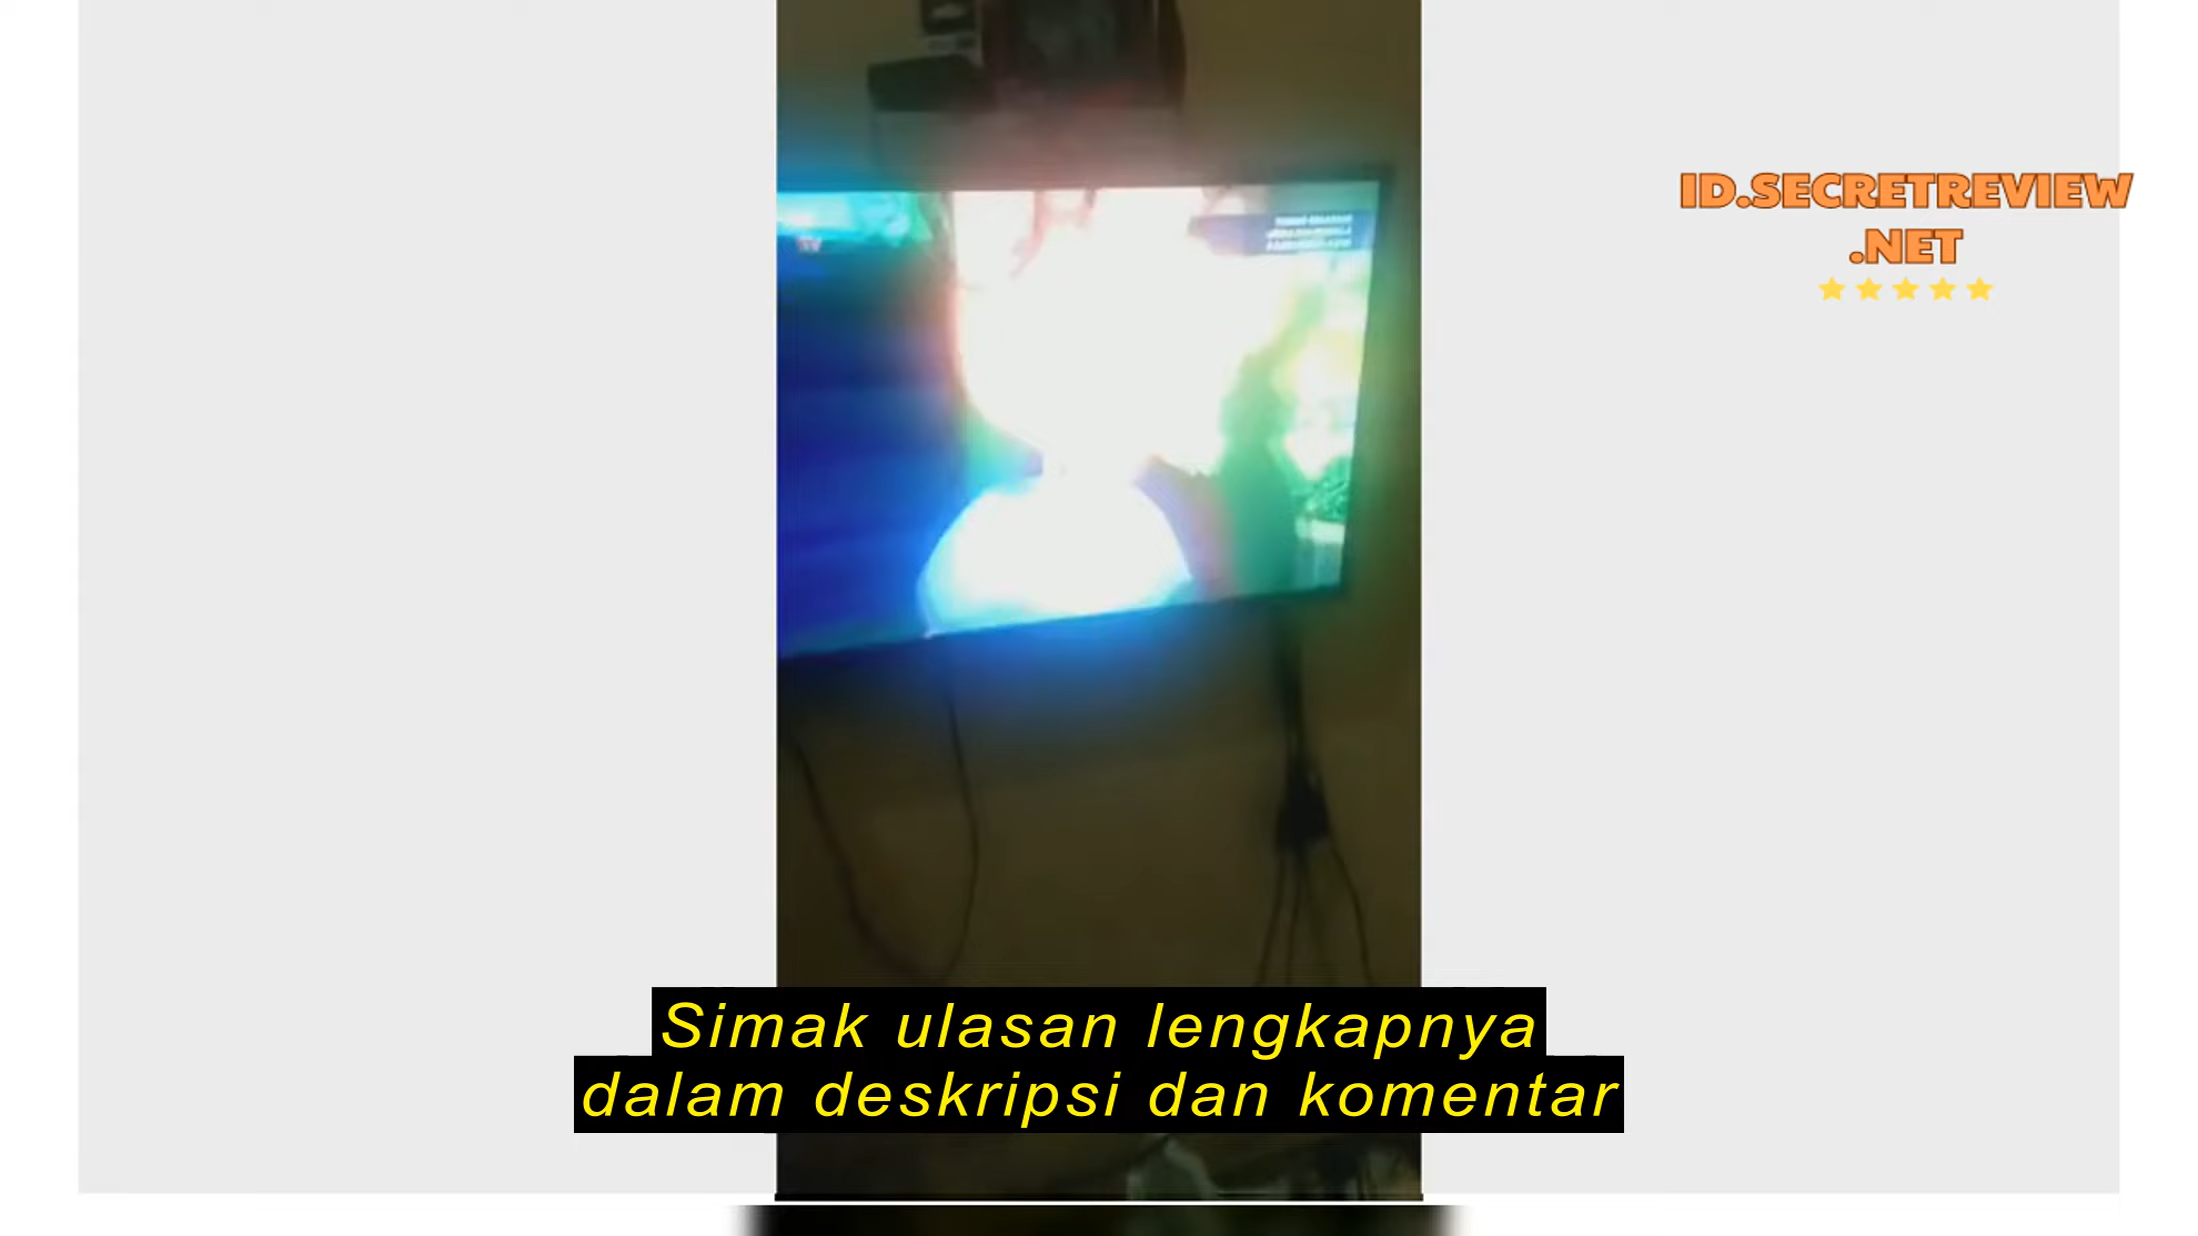 ID.SECRETREVIEW
.NET
Simak ulasan lengkapnya
dalam deskripsi dan komentar